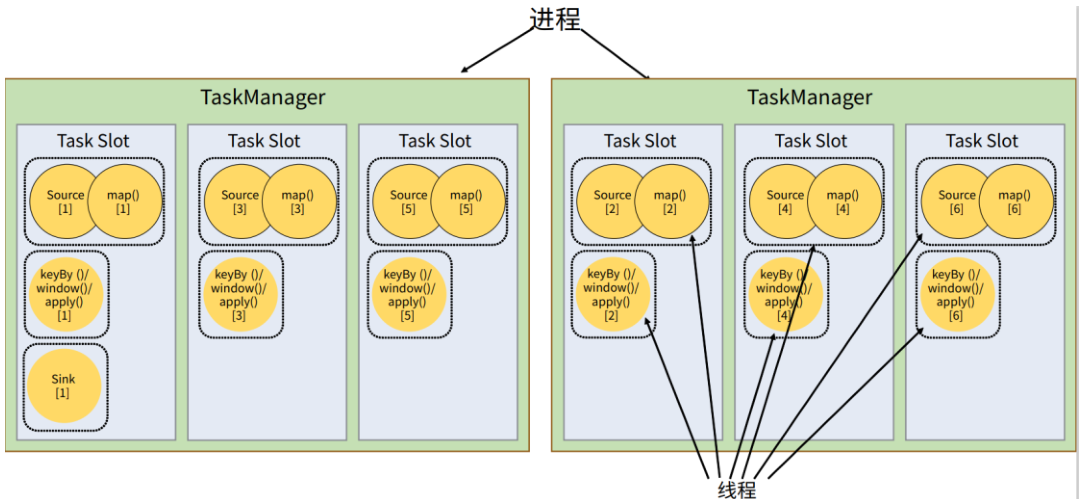 进程
TaskManager
Task Slot
Source
[1]
map()
[1]
keyBy ()/
window()/
apply()
[1]
Sink
[1]
Task Slot
Source
[3]
map()
[3]
keyBy ()/
window()/
apply()
[3]
Task Slot
Source
[5]
map()
[5]
keyBy ()/
window()/
apply()
[5]
TaskManager
Task Slot
Source
[2]
map()
[2]
keyBy ()/
window()/
apply()
[2]
Task Slot
Source
[4]
map()
[4]
keyBy ()/
window()/
apply()
[4]
Task Slot
Source
[6]
map()
[6]
keyBy ()/
window()/
apply()
[6]
线程